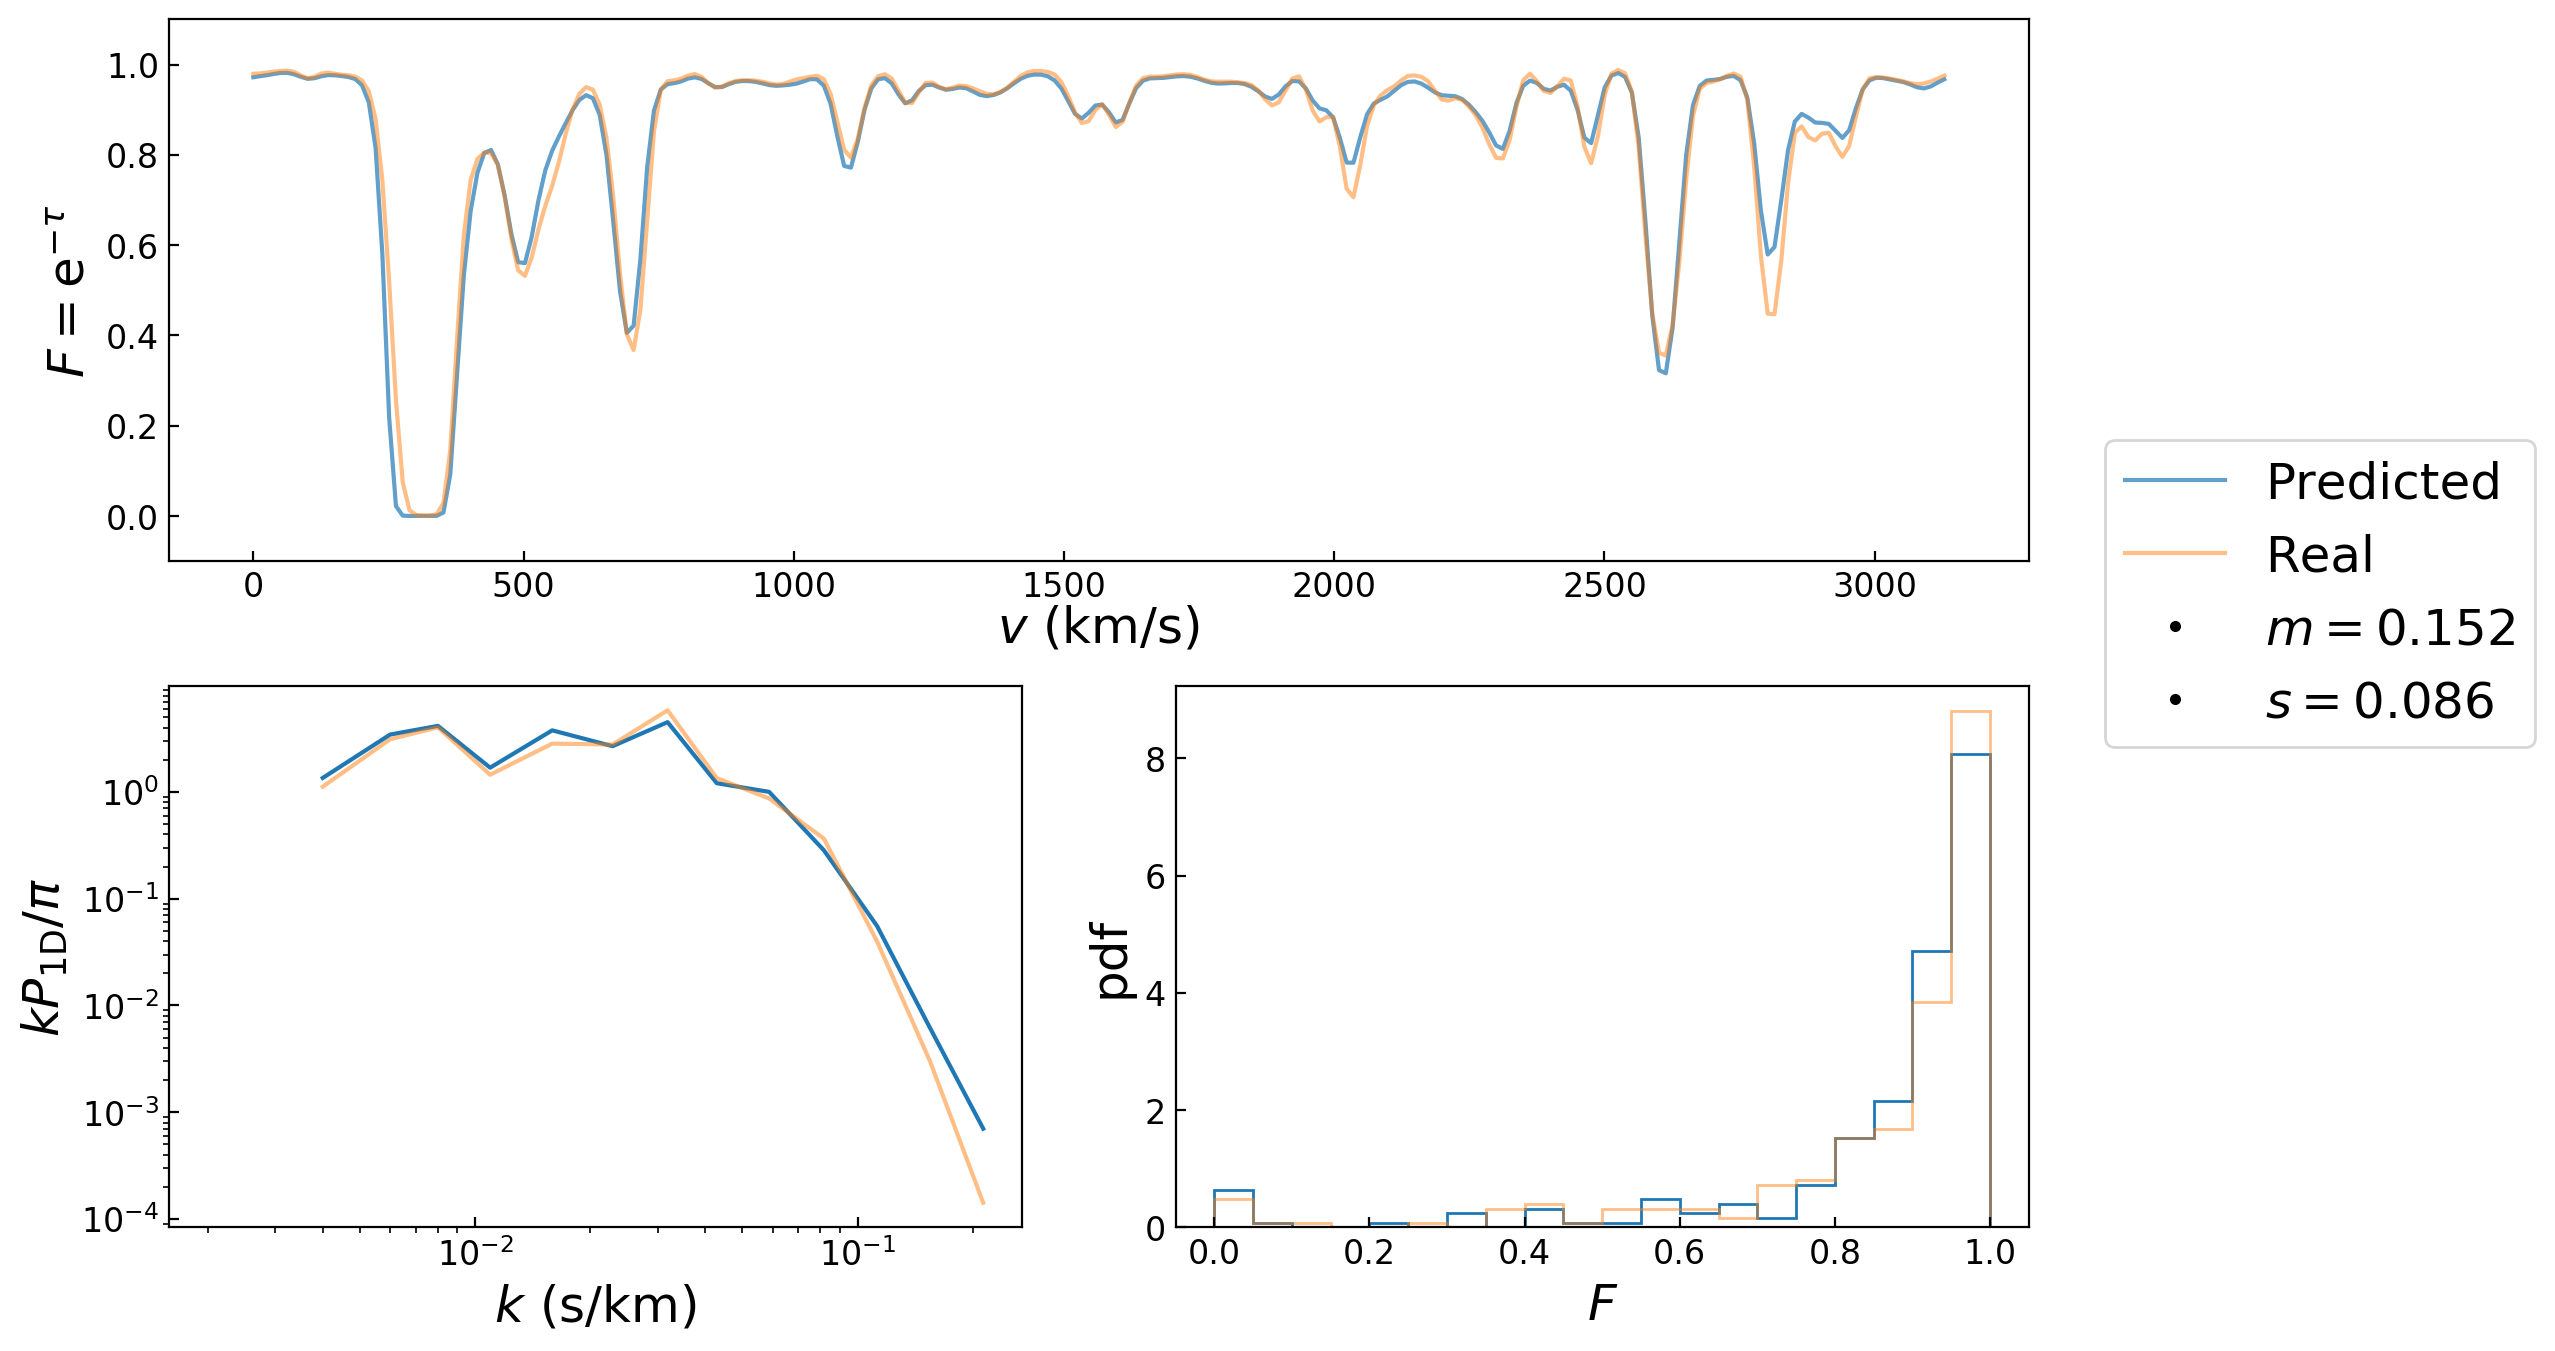 1.0
0.8
0.6
0.4
0.2
0.0
F = e^{−τ}
0 500 1000 1500 2000 2500 3000
v (km/s)
Predicted
Real
m = 0.152
s = 0.086
10^0
10^{−1}
10^{−2}
10^{−3}
10^{−4}
kP_{1D}/π
10^{−2} 10^{−1}
k (s/km)
8
6
4
2
0
pdf
0.0 0.2 0.4 0.6 0.8 1.0
F